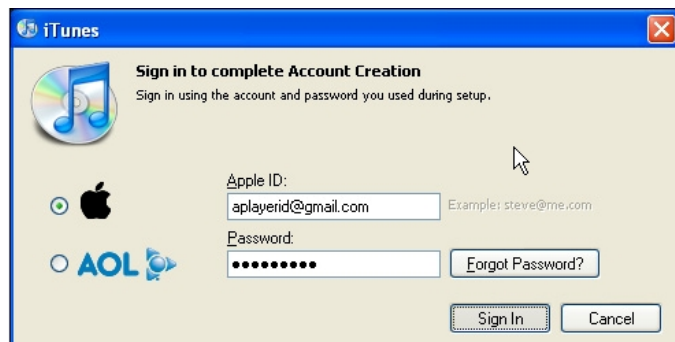 iTunes
Sign in to complete Account Creation
Sign in using the account and password you used during setup.
Apple ID:
aplayerid@gmail.com Example: steve@me.com
AOL
Password:
••••••••• Forgot Password?
Sign In Cancel